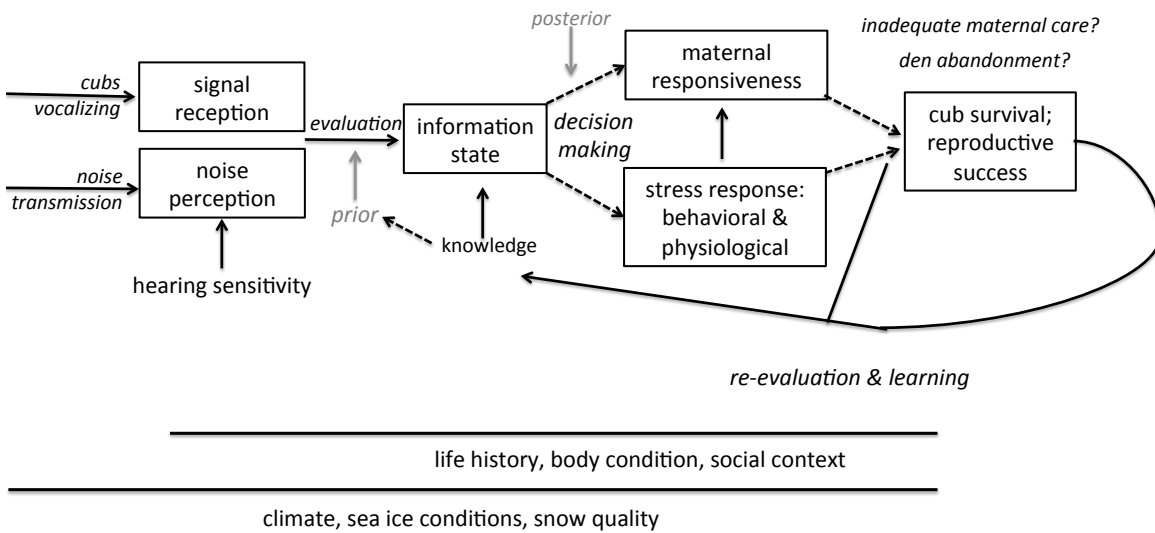 cubs
vocalizing
signal
reception
noise
transmission
noise
perception
hearing sensitivity
evaluation
prior
information
state
knowledge
posterior
decision
making
maternal
responsiveness
stress response:
behavioral &
physiological
inadequate maternal care?
den abandonment?
cub survival;
reproductive
success
re-evaluation & learning
life history, body condition, social context
climate, sea ice conditions, snow quality